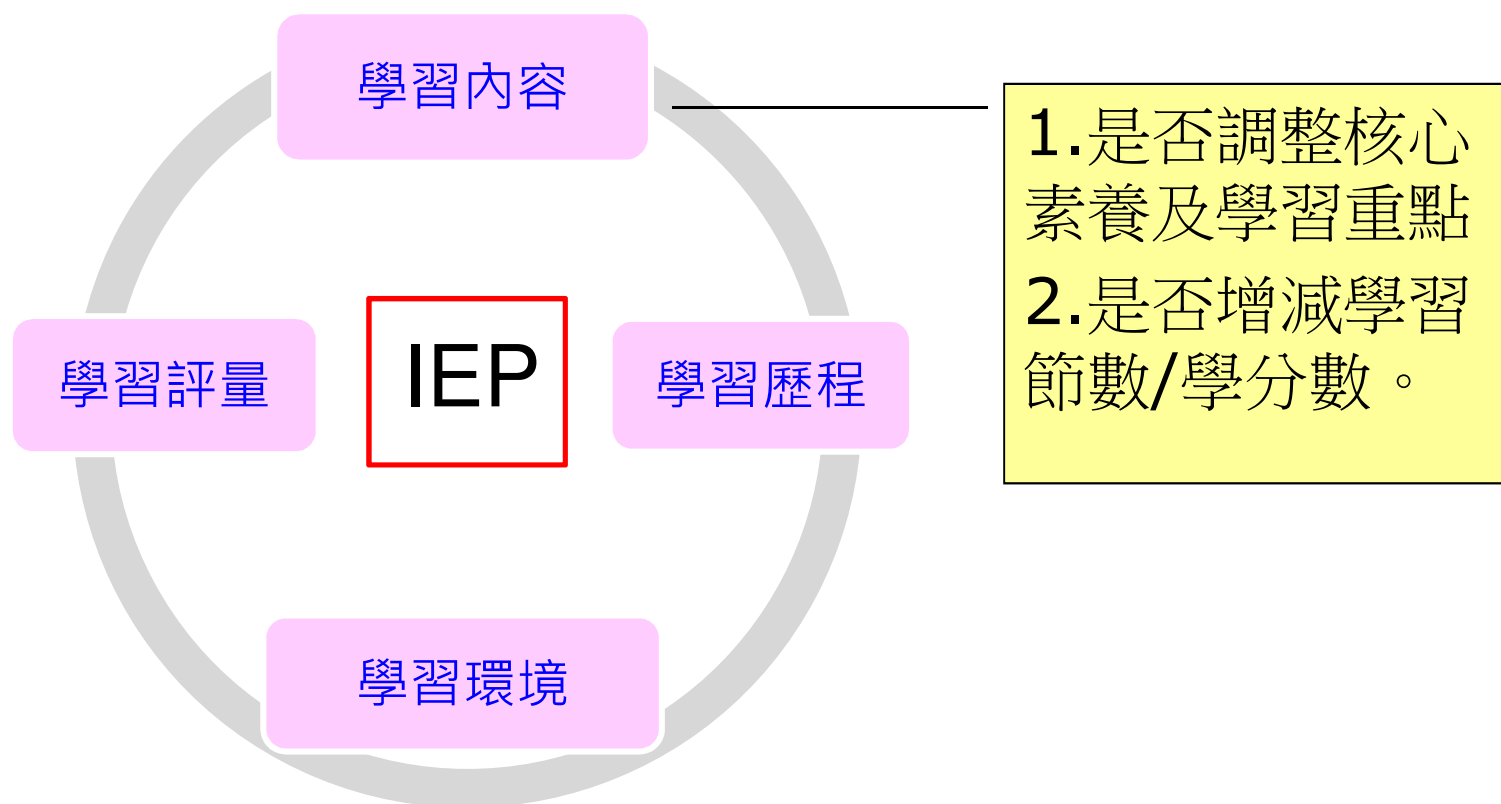 學習內容
1.是否調整核心
素養及學習重點
2.是否增減學習
節數/學分數。
學習評量
IEP
學習歷程
學習環境